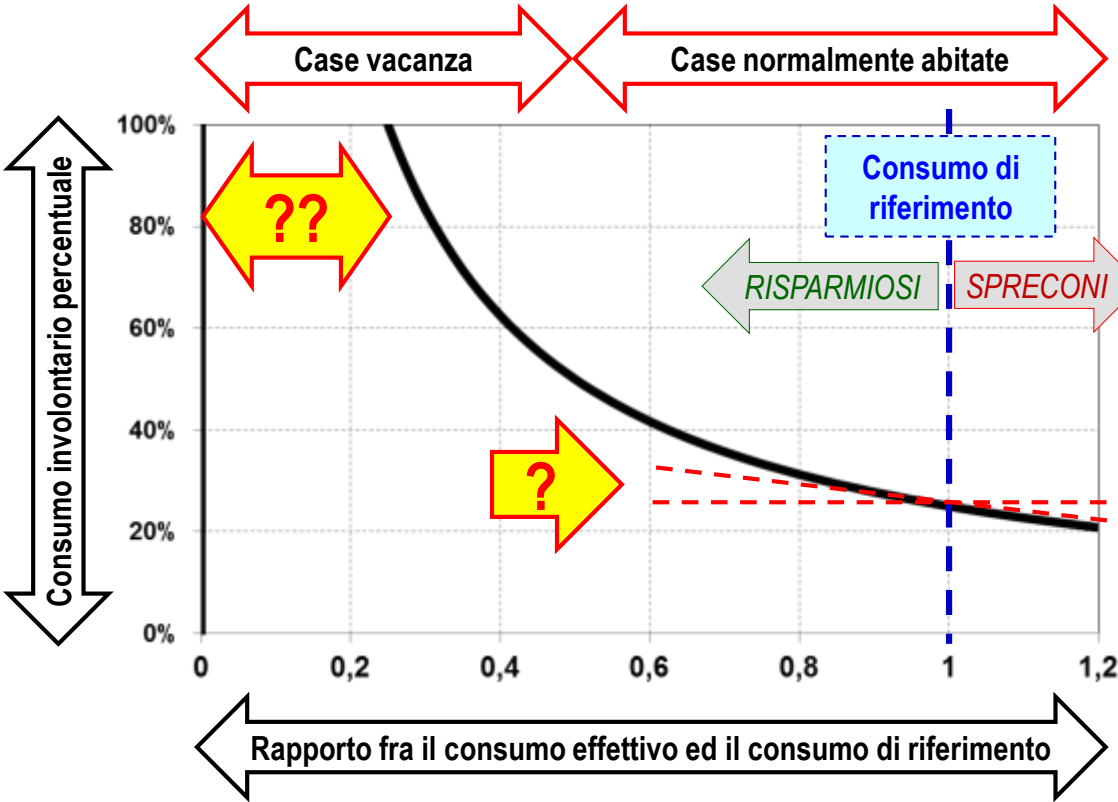 Case vacanza
Case normalmente abitate
Consumo involontario percentuale
100%
80%
60%
40%
20%
0%
??
Consumo di
riferimento
RISPARMIOSI
SPRECONI
?
0
0,2
0,4
0,6
0,8
1
1,2
Rapporto fra il consumo effettivo ed il consumo di riferimento